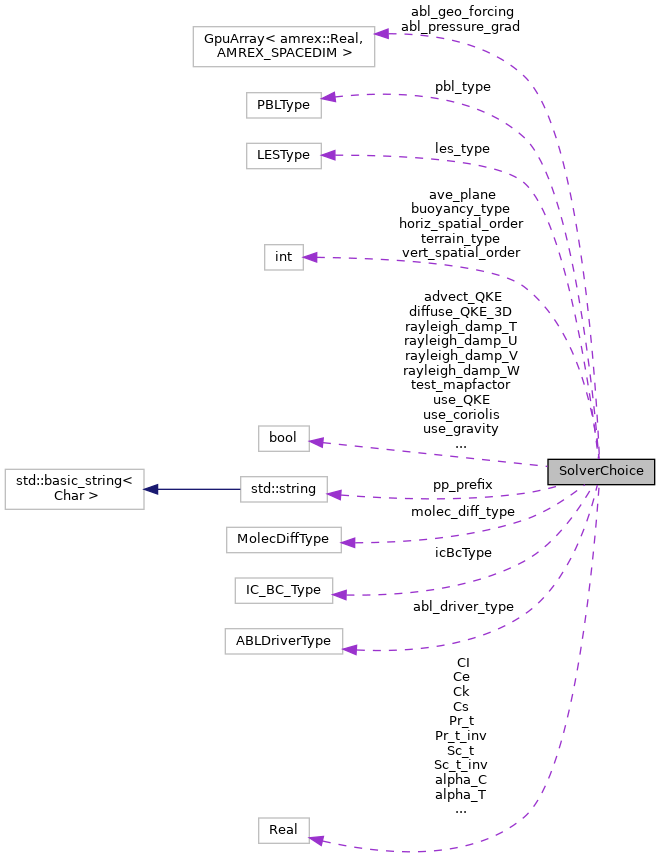 abl_geo_forcing
abl_pressure_grad
GpuArray< amrex::Real,
AMREX_SPACEDIM >
pbl_type
PBLType
les_type
LESType
ave_plane
buoyancy_type
horiz_spatial_order
terrain_type
vert_spatial_order
int
advect_QKE
diffuse_QKE_3D
rayleigh_damp_T
rayleigh_damp_U
rayleigh_damp_V
rayleigh_damp_W
test_mapfactor
use_QKE
use_coriolis
use_gravity
...
bool
SolverChoice
std::basic_string<
Char >
std::string
pp_prefix
molec_diff_type
MolecDiffType
icBcType
IC_BC_Type
abl_driver_type
ABLDriverType
CI
Ce
Ck
Cs
Pr_t
Pr_t_inv
Sc_t
Sc_t_inv
alpha_C
alpha_T
...
Real